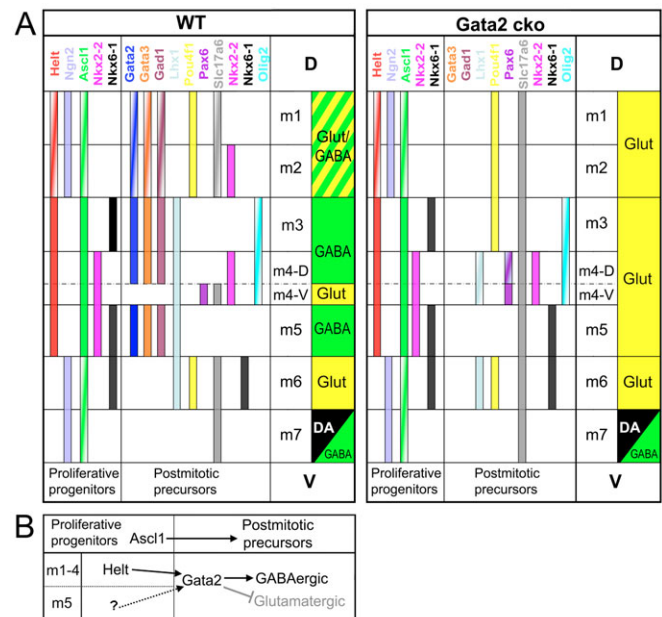 A
WT
Helt Ngn2 Ascl1 Nkx2-2 Nkx6-1 Gata2 Gata3 Gad1 Lhx1 Pou4f1 Pax6 Slc17a6 Nkx2-2 Nkx6-1 Olig2 D
m1
Glut/
GABA
m2
m3
GABA
m4-D
m4-V Glut
m5 GABA
m6 Glut
m7 DA
GABA
Proliferative progenitors
Postmitotic precursors
V
Gata2 cko
Helt Ngn2 Ascl1 Nkx2-2 Nkx6-1 Gata3 Gad1 Lhx1 Pou4f1 Pax6 Slc17a6 Nkx2-2 Nkx6-1 Olig2 D
m1
Glut
m2
m3
m4-D
Glut
m4-V
m5
m6 Glut
m7 DA
GABA
Proliferative progenitors
Postmitotic precursors
V
B
Proliferative progenitors
Ascl1
Postmitotic precursors
m1-4 Helt
Gata2 GABAergic
Glutamatergic
m5 ?